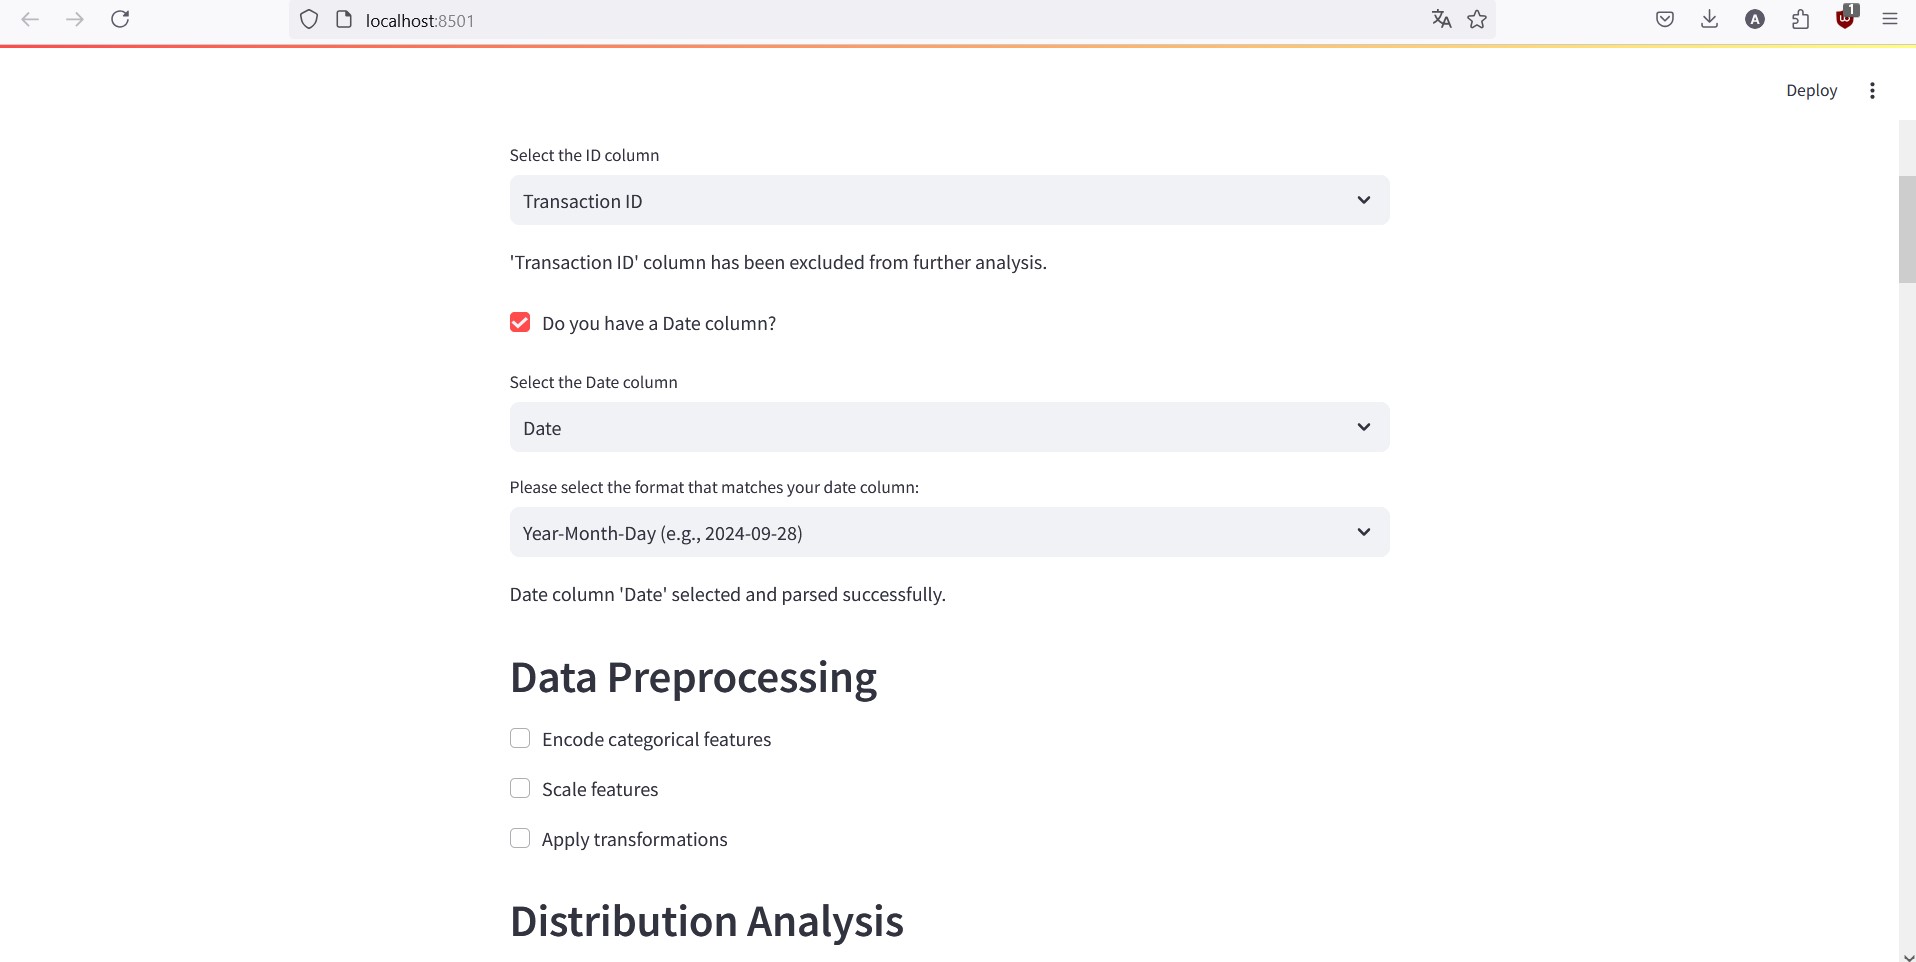 localhost:8501
A
1
Deploy
Select the ID column
Transaction ID
'Transaction ID' column has been excluded from further analysis.
Do you have a Date column?
Select the Date column
Date
Please select the format that matches your date column:
Year-Month-Day (e.g., 2024-09-28)
Date column 'Date' selected and parsed successfully.
Data Preprocessing
Encode categorical features
Scale features
Apply transformations
Distribution Analysis